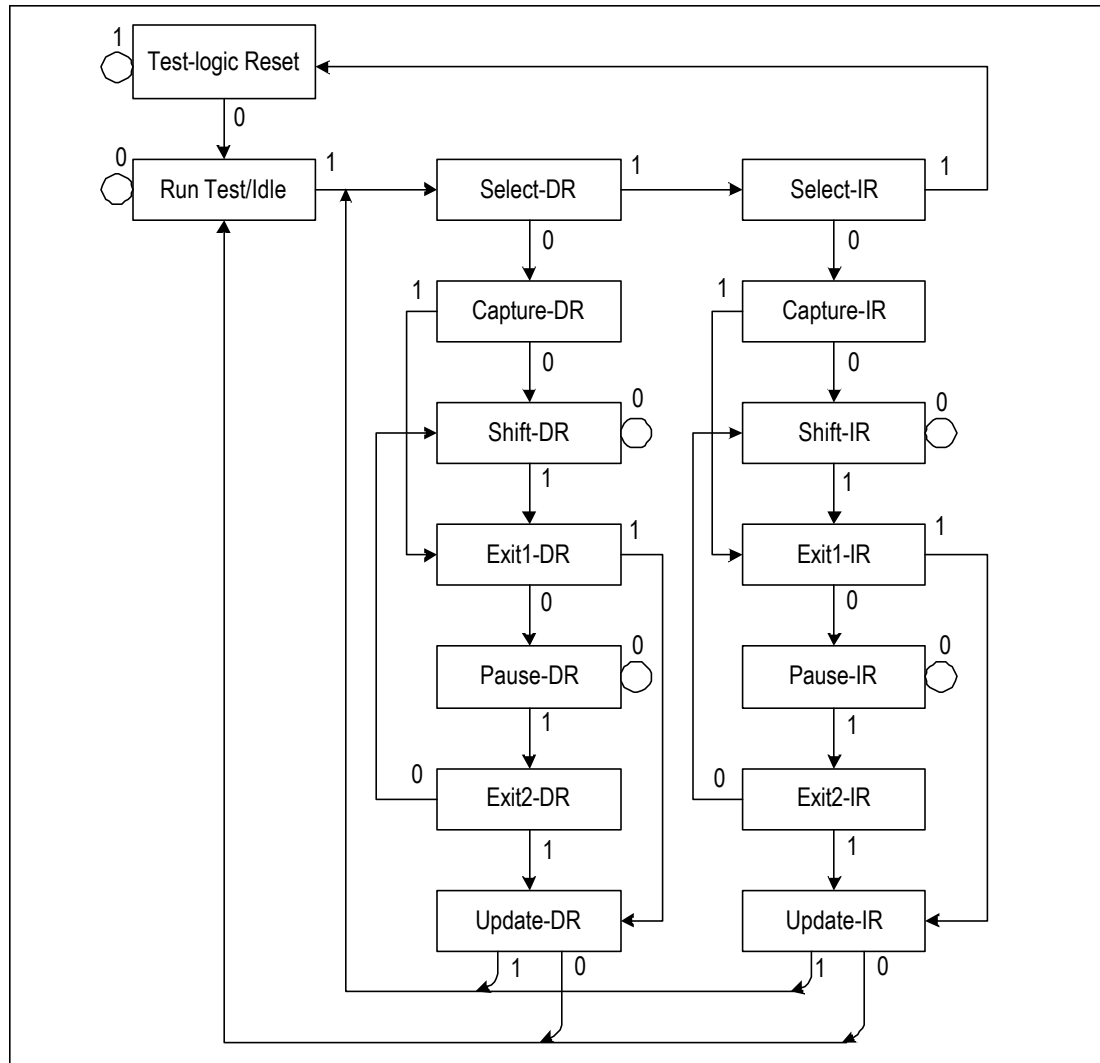 1
Test-logic Reset
0
0
Run Test/Idle
1
Select-DR
1
Select-IR
1
0
0
1
Capture-DR
1
Capture-IR
0
0
0
0
Shift-DR
Shift-IR
1
1
Exit1-DR
1
Exit1-IR
1
0
0
0
0
Pause-DR
Pause-IR
1
1
0
Exit2-DR
0
Exit2-IR
1
1
Update-DR
Update-IR
1
0
1
0